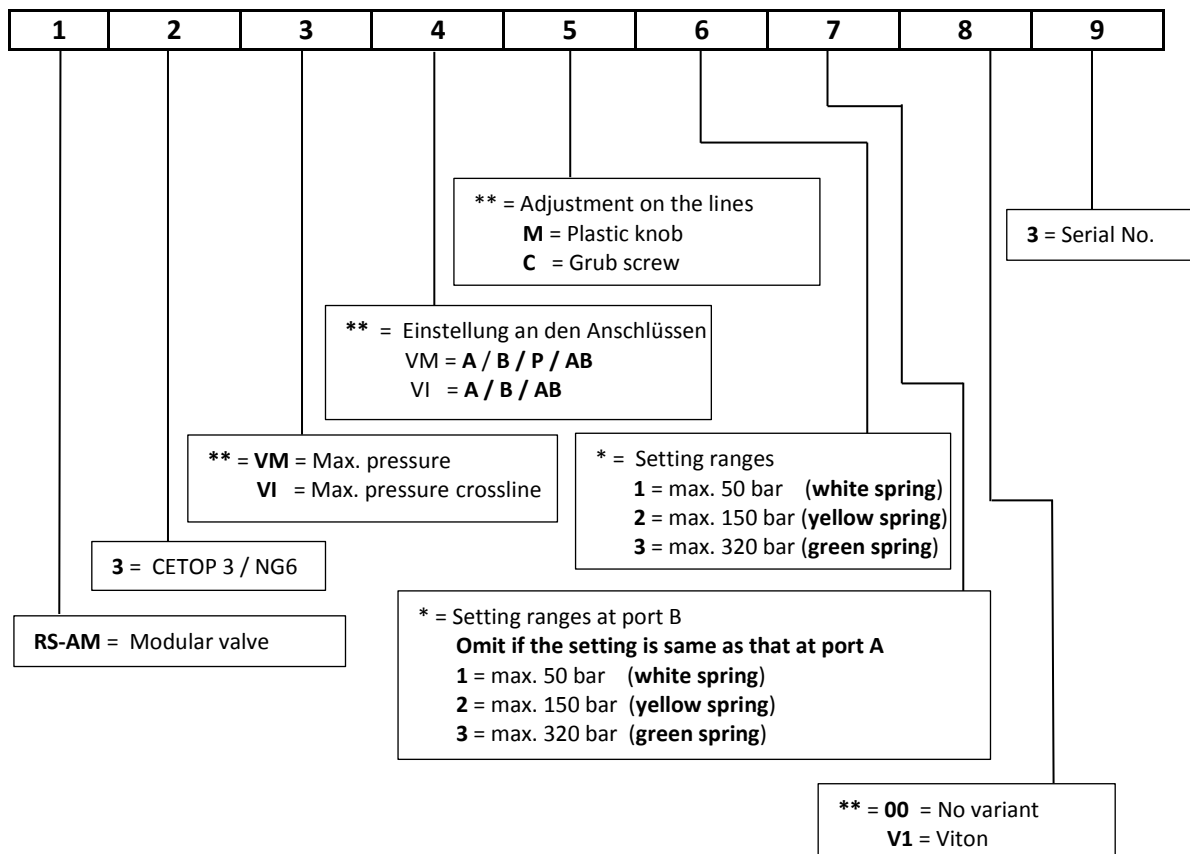 1 2 3 4 5 6 7 8 9
** = Adjustment on the lines
M = Plastic knob
C = Grub screw
3 = Serial No.
** = Einstellung an den Anschlüssen
VM = A / B / P / AB
VI = A / B / AB
** = VM = Max. pressure
VI = Max. pressure crossline
* = Setting ranges
1 = max. 50 bar (white spring)
2 = max. 150 bar (yellow spring)
3 = max. 320 bar (green spring)
3 = CETOP 3 / NG6
RS-AM = Modular valve
* = Setting ranges at port B
Omit if the setting is same as that at port A
1 = max. 50 bar (white spring)
2 = max. 150 bar (yellow spring)
3 = max. 320 bar (green spring)
** = 00 = No variant
V1 = Viton